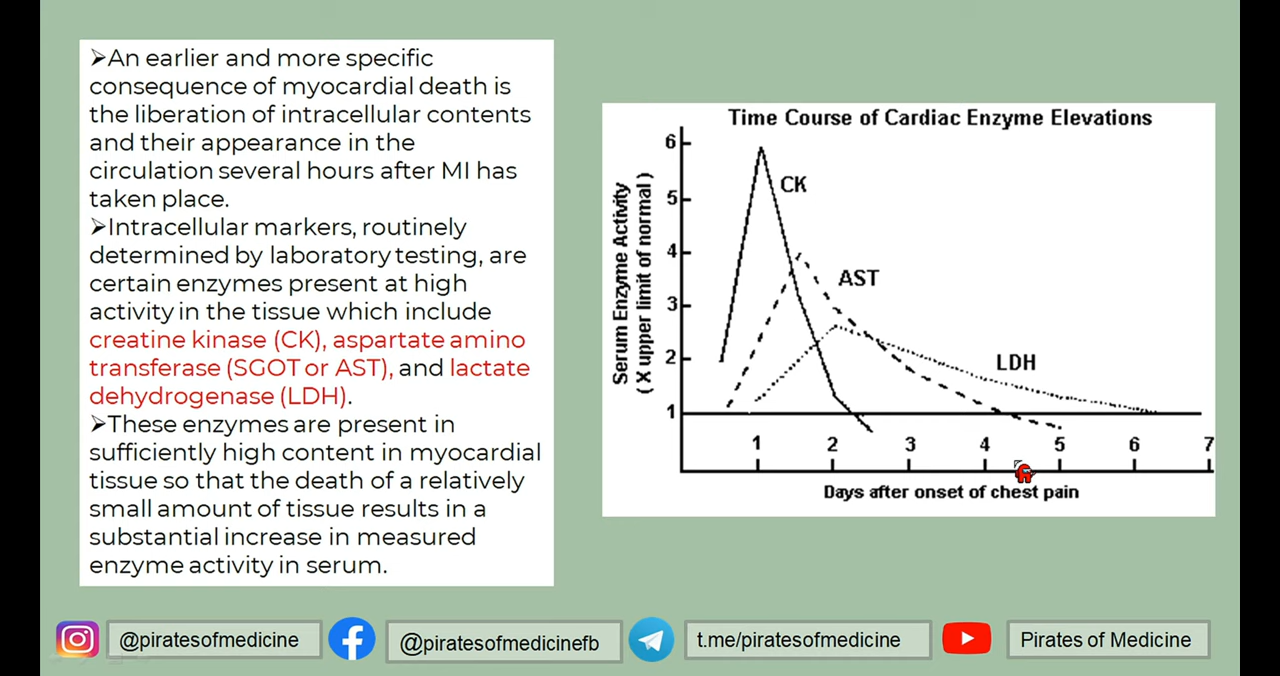 ➢An earlier and more specific
consequence of myocardial death is
the liberation of intracellular contents
and their appearance in the
circulation several hours after MI has
taken place.
➢Intracellular markers, routinely
determined by laboratory testing, are
certain enzymes present at high
activity in the tissue which include
creatine kinase (CK), aspartate amino
transferase (SGOT or AST), and lactate
dehydrogenase (LDH).
➢These enzymes are present in
sufficiently high content in myocardial
tissue so that the death of a relatively
small amount of tissue results in a
substantial increase in measured
enzyme activity in serum.
Time Course of Cardiac Enzyme Elevations
Serum Enzyme Activity
( X upper limit of normal )
6
5
4
3
2
1
CK
AST
LDH
1 2 3 4 5 6 7
Days after onset of chest pain
@piratesofmedicine
@piratesofmedicinefb
t.me/piratesofmedicine
Pirates of Medicine